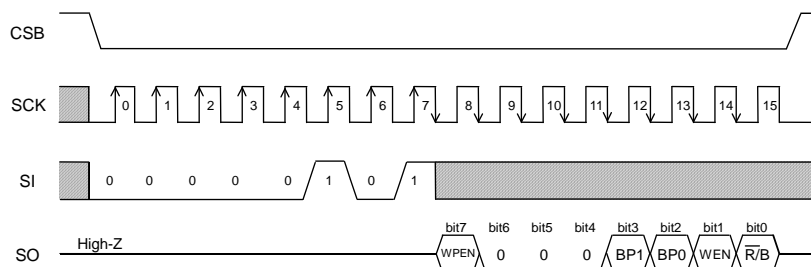 CSB
SCK 0 1 2 3 4 5 6 7 8 9 10 11 12 13 14 15
SI 0 0 0 0 0 1 0 1
bit7 bit6 bit5 bit4 bit3 bit2 bit1 bit0
SO High-Z WPEN 0 0 0 BP1 BP0 WEN R̅/B